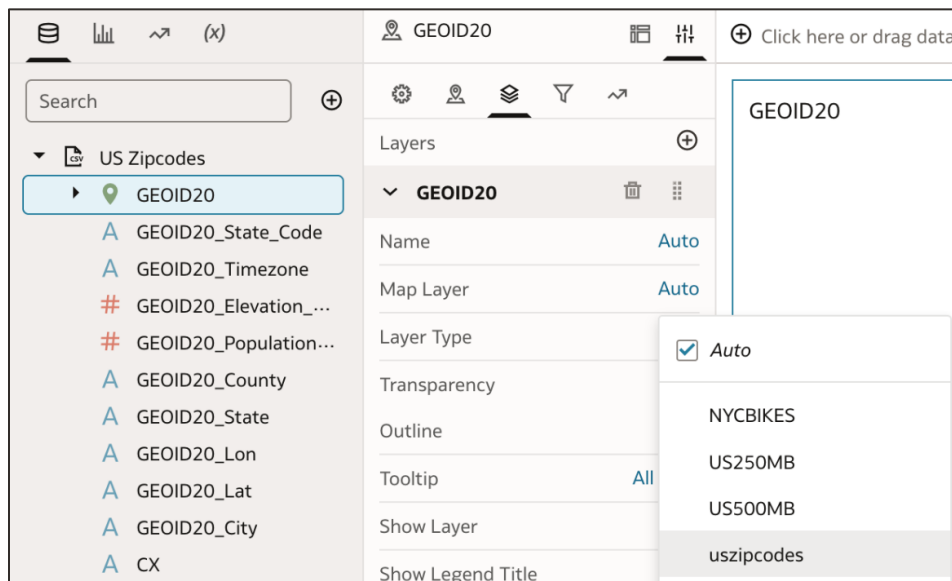 (x)
Search
CSV
US Zipcodes
GEOID20
GEOID20_State_Code
GEOID20_Timezone
GEOID20_Elevation_...
GEOID20_Population...
GEOID20_County
GEOID20_State
GEOID20_Lon
GEOID20_Lat
GEOID20_City
CX
GEOID20
Layers
GEOID20
Name Auto
Map Layer Auto
Layer Type
Transparency
Outline
Tooltip All
Show Layer
Show Legend Title
Auto
NYCBIKES
US250MB
US500MB
uszipcodes
Click here or drag data
GEOID20